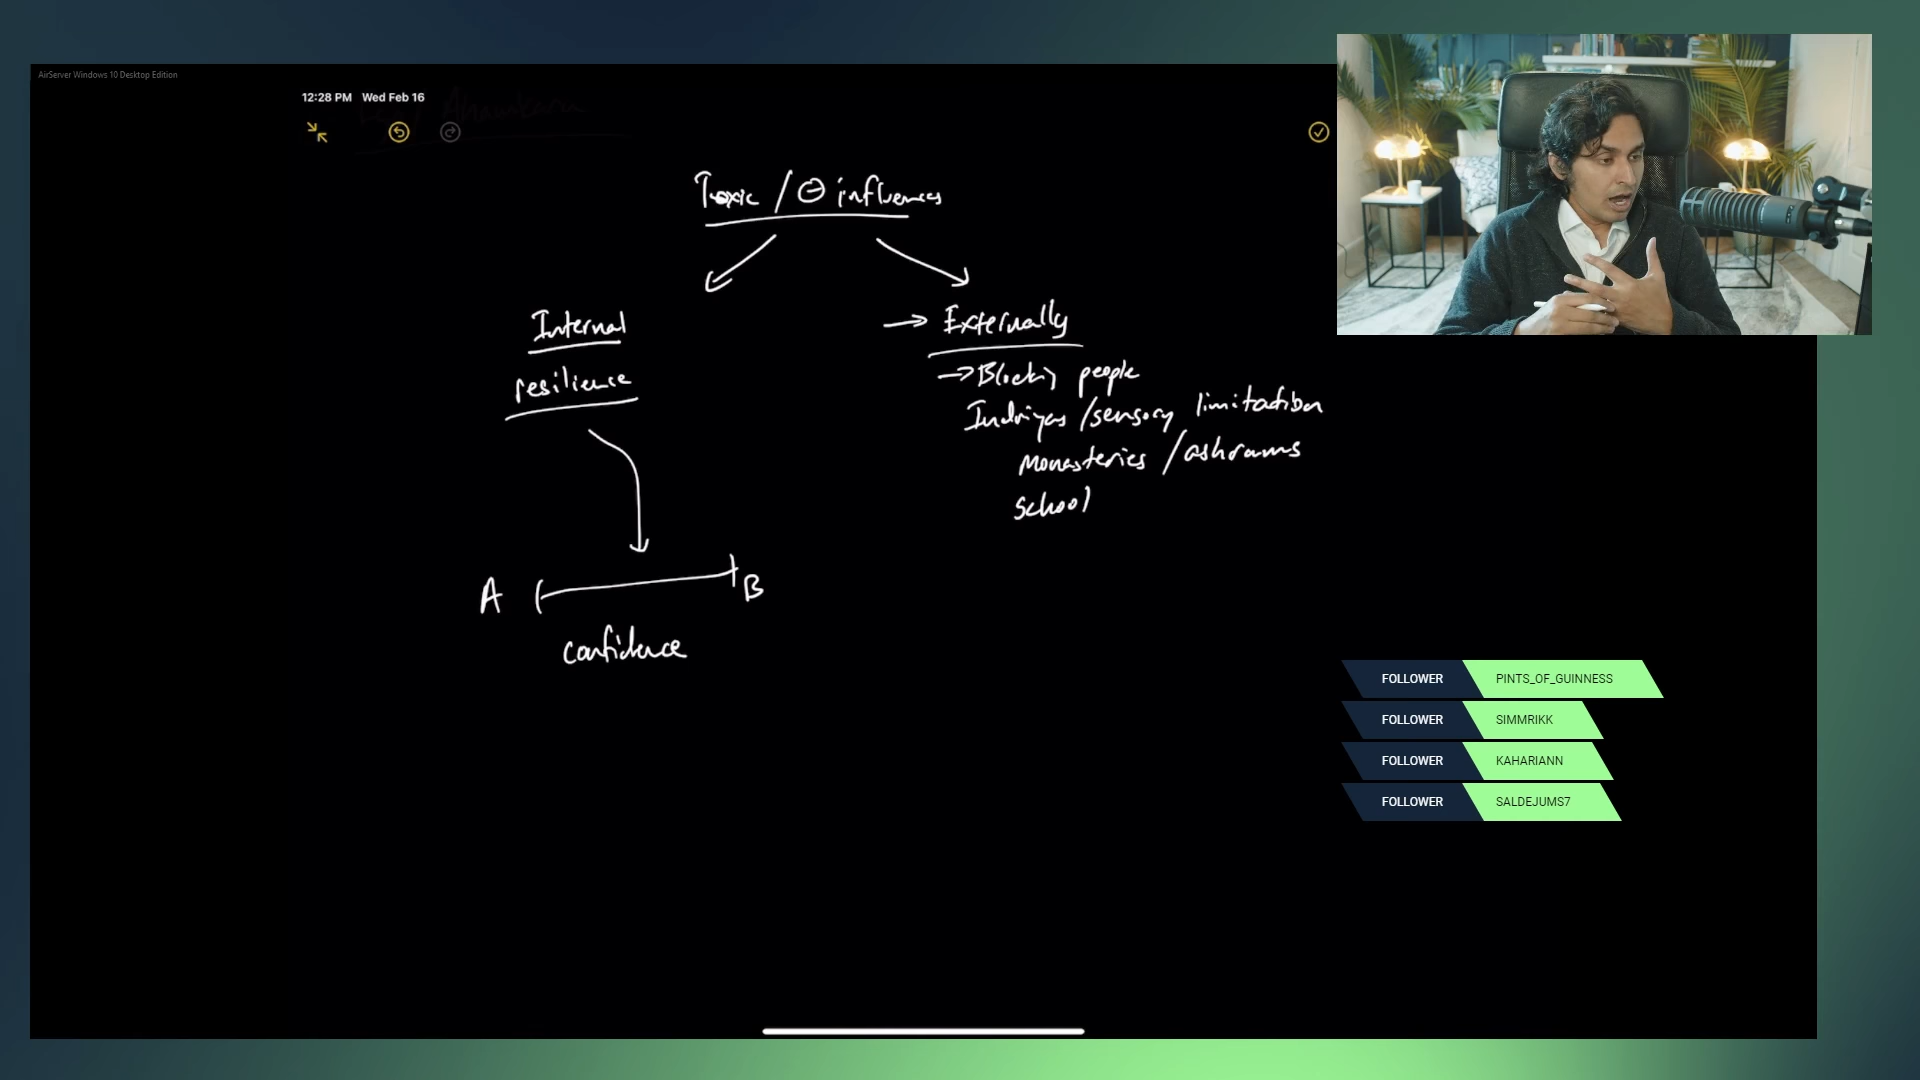 AirServer Windows 10 Desktop Edition
12:28 PM Wed Feb 16
Ahamkara
Toxic / ⊖ influences
Internal
resilience
→ Externally
→ Blocking people
Indriyas / sensory limitation
Monasteries / ashrams
School
A B
confidence
FOLLOWER PINTS_OF_GUINNESS
FOLLOWER SIMMRIKK
FOLLOWER KAHARIANN
FOLLOWER SALDEJUMS7